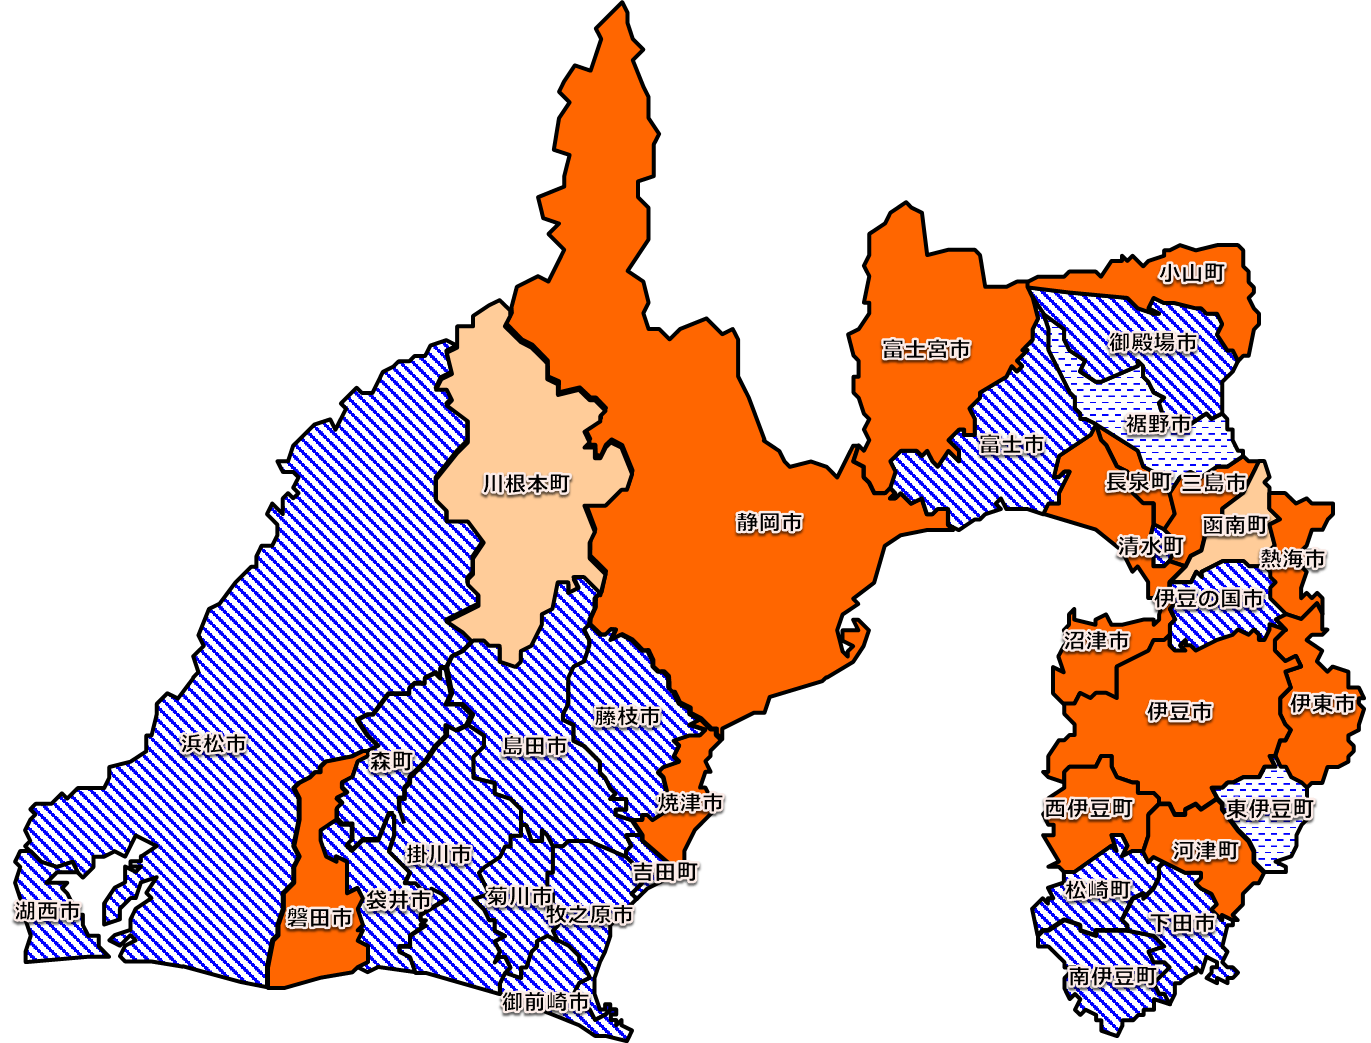 小山町
御殿場市
富士宮市
裾野市
富士市
長泉町
三島市
川根本町
静岡市
函南町
清水町
熱海市
伊豆の国市
沼津市
伊豆市
伊東市
藤枝市
浜松市
島田市
森町
焼津市
西伊豆町
東伊豆町
掛川市
河津町
吉田町
松崎町
菊川市
袋井市
湖西市
磐田市
牧之原市
下田市
南伊豆町
御前崎市